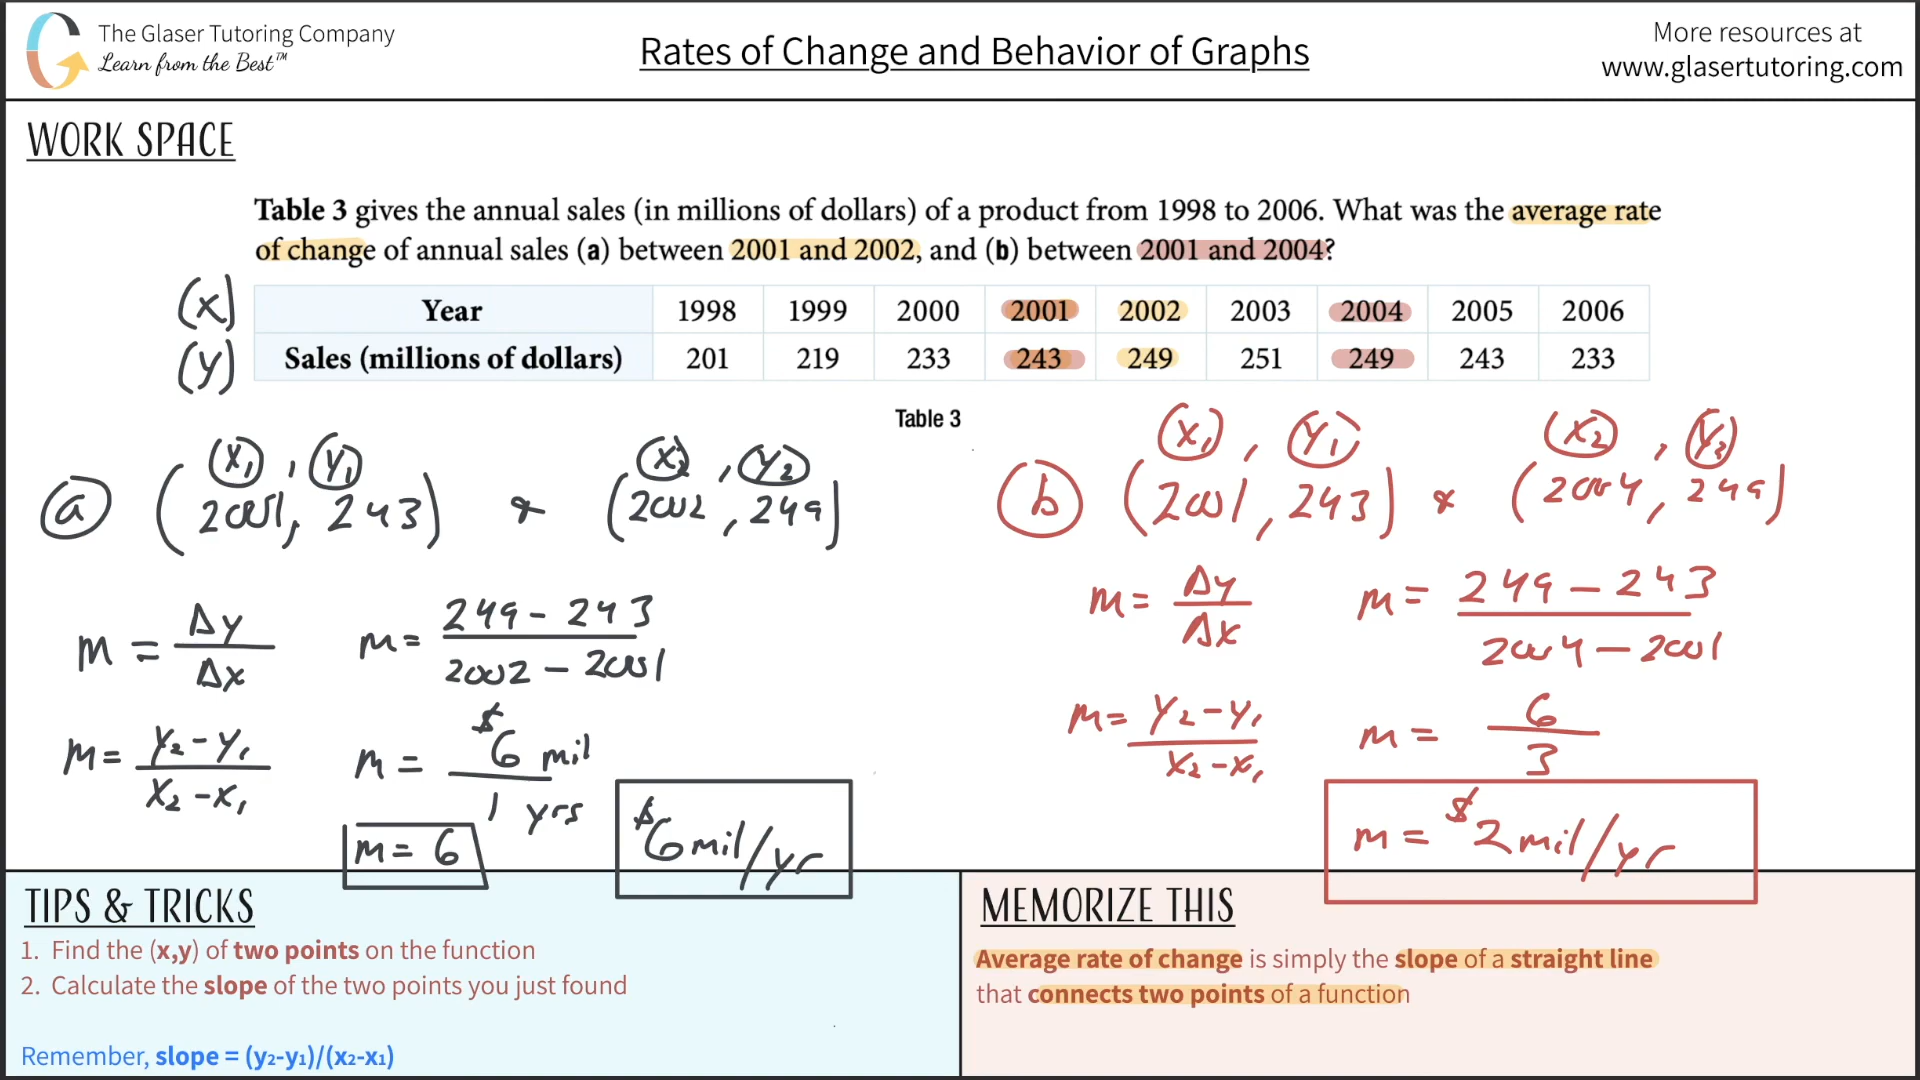 The Glaser Tutoring Company
Learn from the Best™
Rates of Change and Behavior of Graphs
More resources at
www.glasertutoring.com
WORK SPACE
Table 3 gives the annual sales (in millions of dollars) of a product from 1998 to 2006. What was the average rate
of change of annual sales (a) between 2001 and 2002, and (b) between 2001 and 2004?
(x) Year 1998 1999 2000 2001 2002 2003 2004 2005 2006
(y) Sales (millions of dollars) 201 219 233 243 249 251 249 243 233
Table 3
(x₁, y₁) (x₂, y₂)
a (2001, 243) & (2002, 249)
m = Δy/Δx m = 249 - 243 / 2002 - 2001
m = y₂-y₁ / x₂-x₁ m = $6 mil / 1 yrs
m = 6 $6 mil/yr
(x₁, y₁) (x₂, y₂)
b (2001, 243) & (2004, 249)
m = Δy/Δx m = 249 - 243 / 2004 - 2001
m = y₂-y₁ / x₂-x₁ m = 6/3
m = $2 mil/yr
TIPS & TRICKS
1. Find the (x,y) of two points on the function
2. Calculate the slope of the two points you just found
Remember, slope = (y₂-y₁)/(x₂-x₁)
MEMORIZE THIS
Average rate of change is simply the slope of a straight line
that connects two points of a function